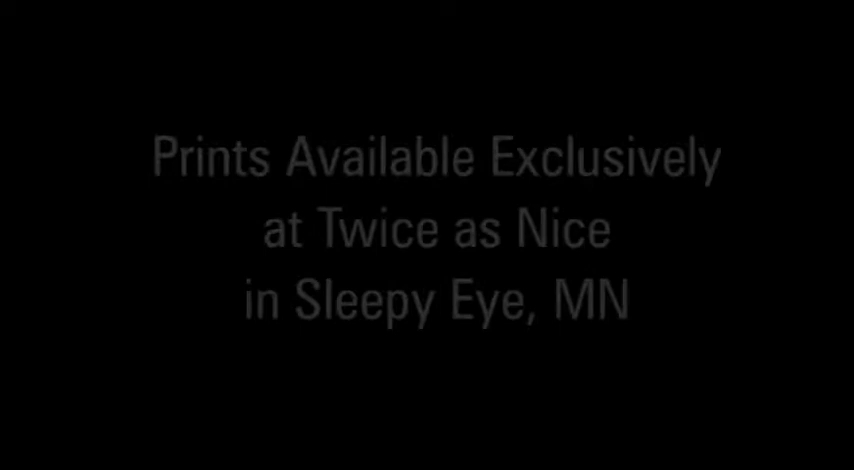 Prints Available Exclusively
at Twice as Nice
in Sleepy Eye, MN